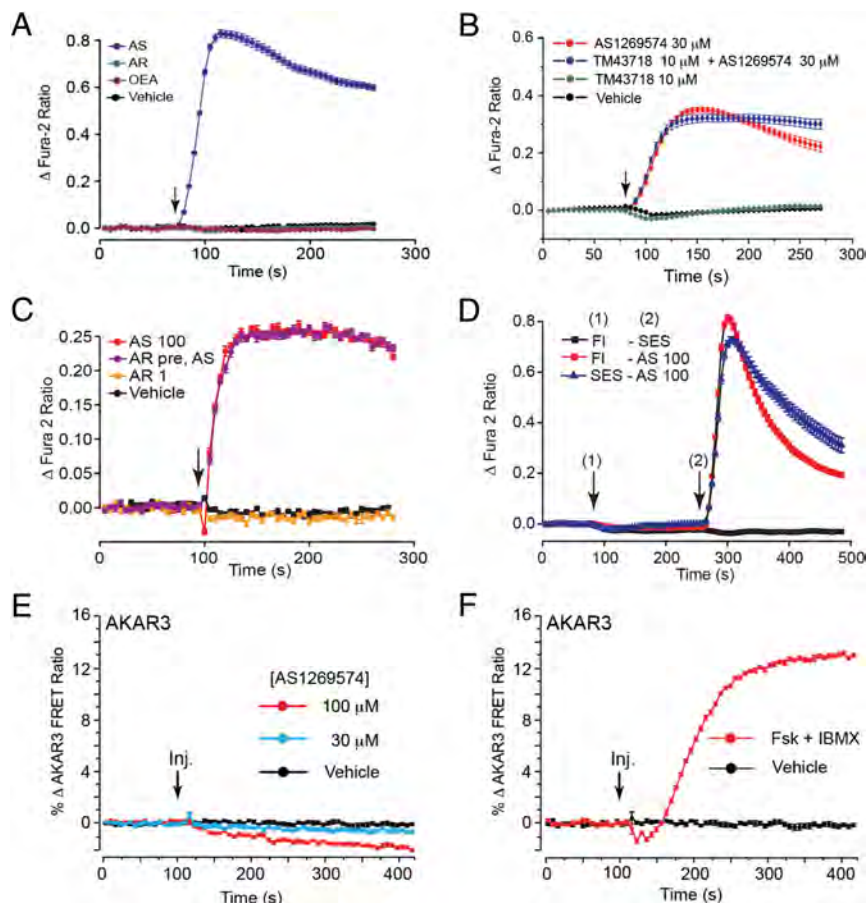 A
AS
AR
OEA
Vehicle
Δ Fura-2 Ratio
0.8
0.6
0.4
0.2
0.0
0 100 200 300
Time (s)
B
AS1269574 30 μM
TM43718 10 μM + AS1269574 30 μM
TM43718 10 μM
Vehicle
Δ Fura-2 Ratio
0.6
0.4
0.2
0.0
0 50 100 150 200 250 300
Time (s)
C
AS 100
AR pre, AS
AR 1
Vehicle
Δ Fura 2 Ratio
0.25
0.20
0.15
0.10
0.05
0.00
0 100 200 300
Time (s)
D
(1) (2)
FI - SES
FI - AS 100
SES - AS 100
(1)
(2)
Δ Fura 2 Ratio
0.8
0.6
0.4
0.2
0.0
0 100 200 300 400 500
Time (s)
E
AKAR3
[AS1269574]
100 μM
30 μM
Vehicle
Inj.
% Δ AKAR3 FRET Ratio
16
12
8
4
0
0 100 200 300 400
Time (s)
F
AKAR3
Fsk + IBMX
Vehicle
Inj.
% Δ AKAR3 FRET Ratio
16
12
8
4
0
0 100 200 300 400
Time (s)